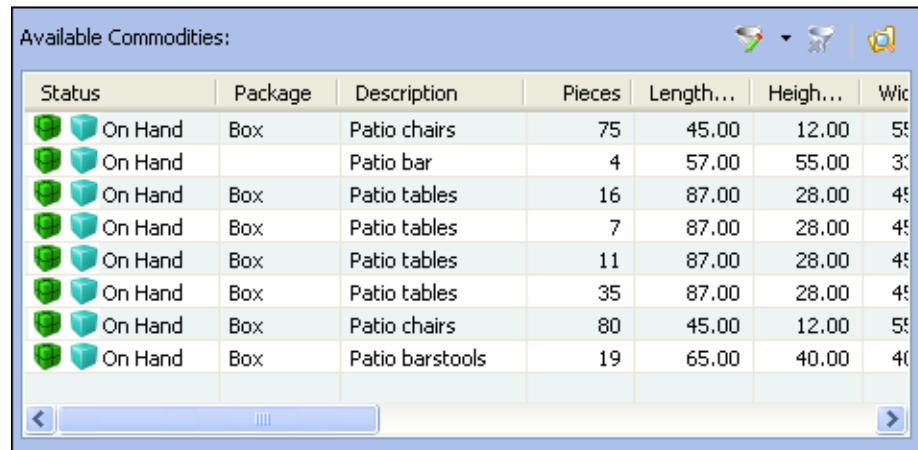 Available Commodities:
Status Package Description Pieces Length... Heigh... Wid
On Hand Box Patio chairs 75 45.00 12.00
On Hand Patio bar 4 57.00 55.00
On Hand Box Patio tables 16 87.00 28.00
On Hand Box Patio tables 7 87.00 28.00
On Hand Box Patio tables 11 87.00 28.00
On Hand Box Patio tables 35 87.00 28.00
On Hand Box Patio chairs 80 45.00 12.00
On Hand Box Patio barstools 19 65.00 40.00